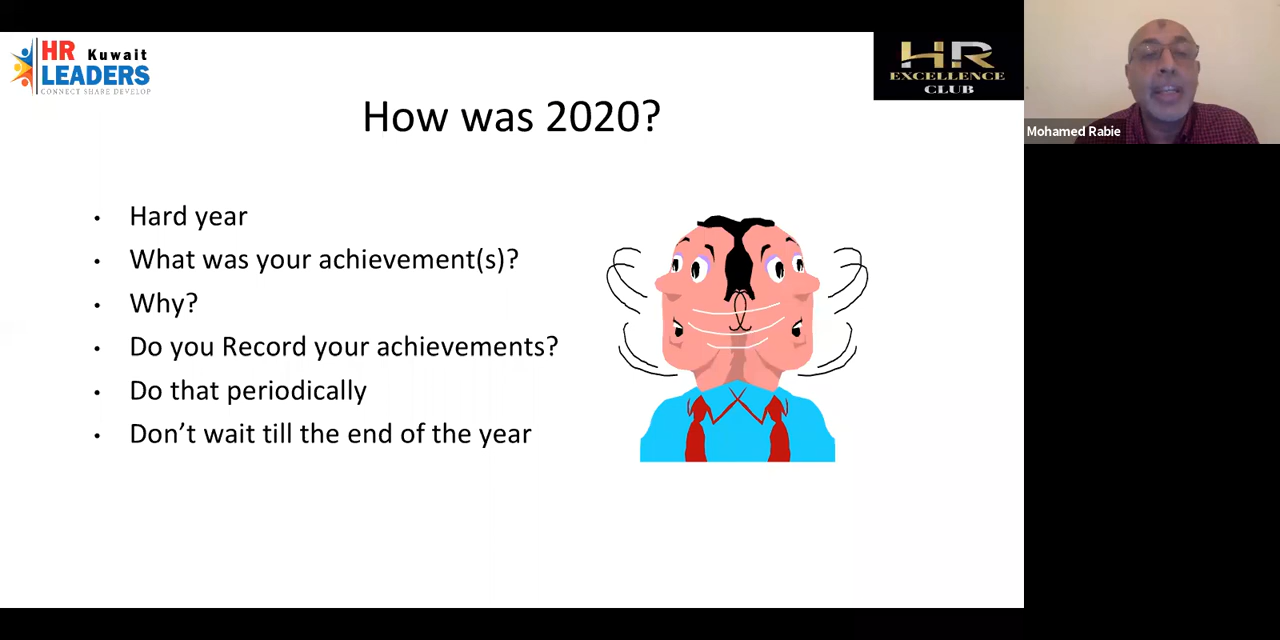 HR Kuwait
LEADERS
CONNECT SHARE DEVELOP
HR
EXCELLENCE
CLUB
Mohamed Rabie
How was 2020?
• Hard year
• What was your achievement(s)?
• Why?
• Do you Record your achievements?
• Do that periodically
• Don’t wait till the end of the year